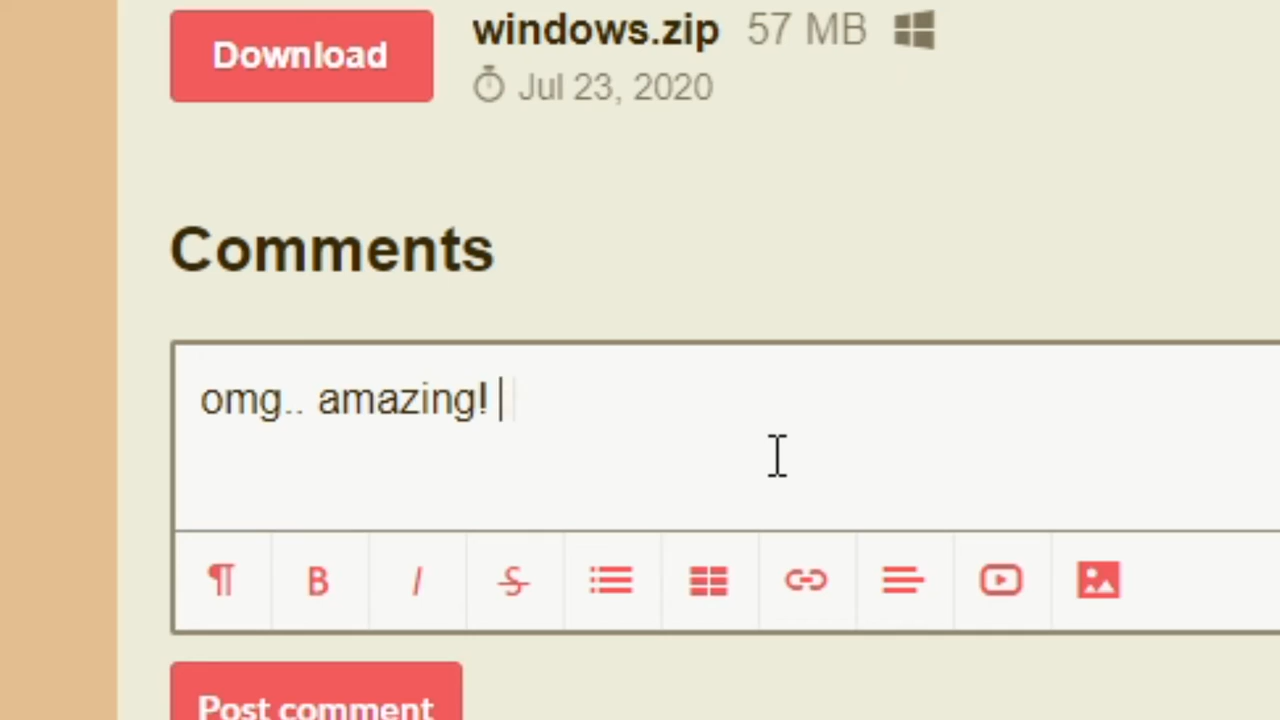 Download
windows.zip 57 MB
Jul 23, 2020
Comments
omg.. amazing!
Post comment